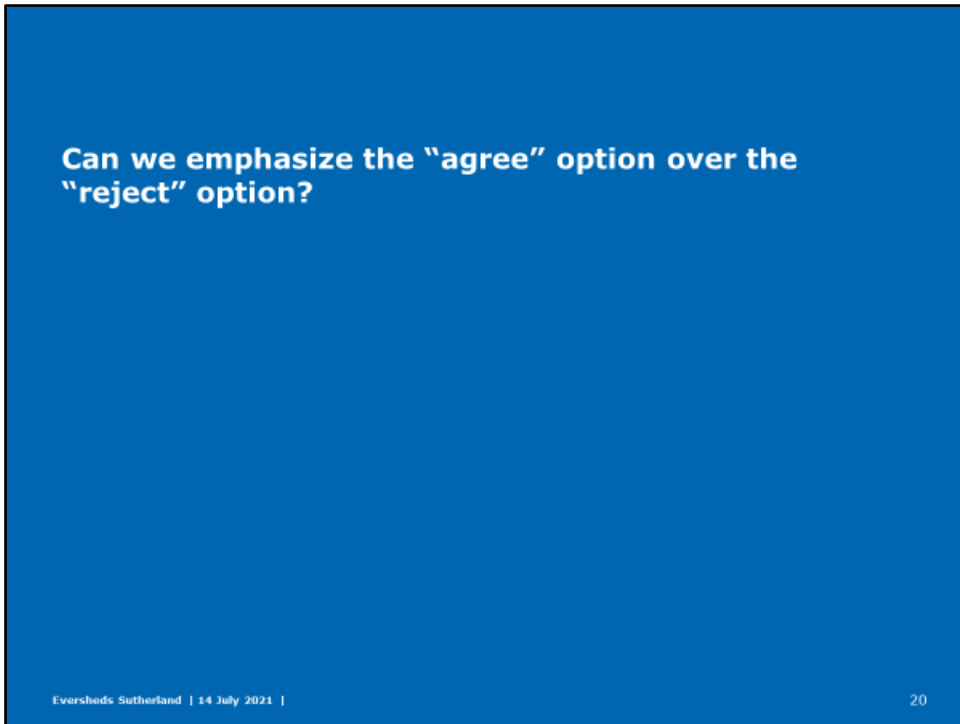 Can we emphasize the “agree” option over the
“reject” option?
Eversheds Sutherland | 14 July 2021 |
20